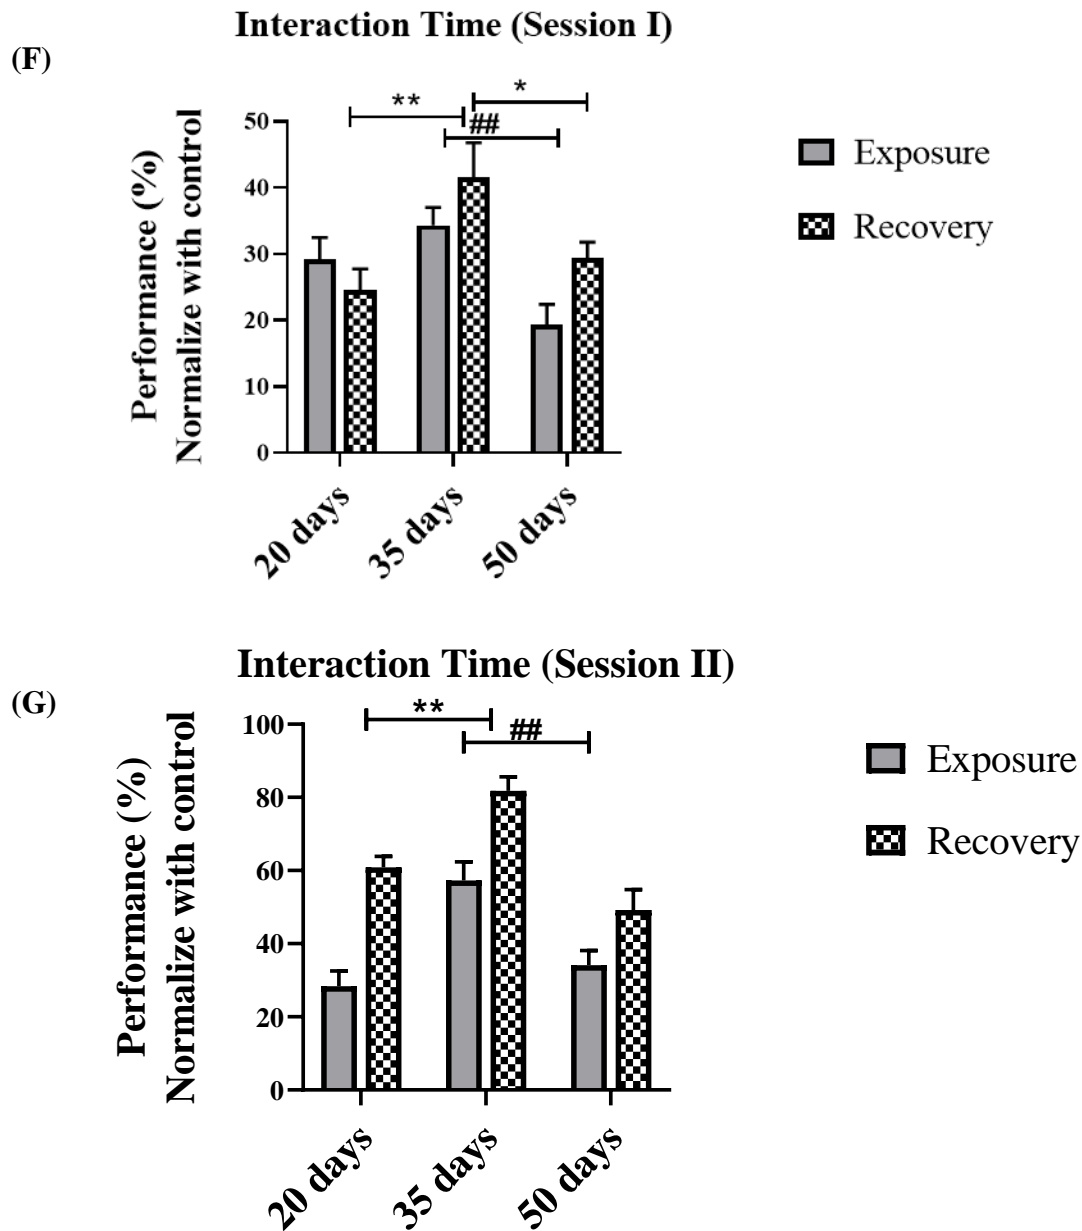 Interaction Time (Session I)
(F)
Performance (%)
Normalize with control
50
40
30
20
10
0
**
*
##
Exposure
Recovery
20 days
35 days
50 days
Interaction Time (Session II)
(G)
Performance (%)
Normalize with control
100
80
60
40
20
0
**
##
Exposure
Recovery
20 days
35 days
50 days